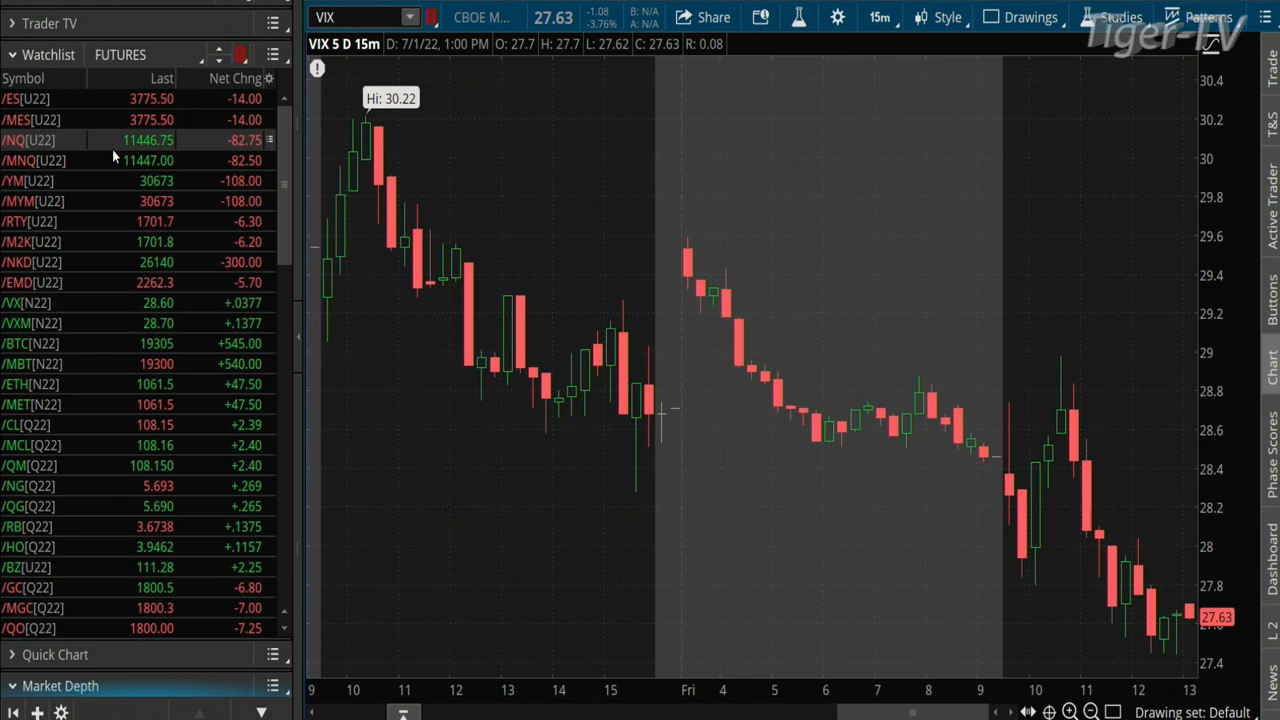 Trader TV
Watchlist FUTURES
Symbol Last Net Chng
/ES[U22] 3775.50 -14.00
/MES[U22] 3775.50 -14.00
/NQ[U22] 11446.75 -82.75
/MNQ[U22] 11447.00 -82.50
/YM[U22] 30673 -108.00
/MYM[U22] 30673 -108.00
/RTY[U22] 1701.7 -6.30
/M2K[U22] 1701.8 -6.20
/NKD[U22] 26140 -300.00
/EMD[U22] 2262.3 -5.70
/VX[N22] 28.60 +.0377
/VXM[N22] 28.70 +.1377
/BTC[N22] 19305 +545.00
/MBT[N22] 19300 +540.00
/ETH[N22] 1061.5 +47.50
/MET[N22] 1061.5 +47.50
/CL[Q22] 108.15 +2.39
/MCL[Q22] 108.16 +2.40
/QM[Q22] 108.150 +2.40
/NG[Q22] 5.693 +.269
/QG[Q22] 5.690 +.265
/RB[Q22] 3.6738 +.1375
/HO[Q22] 3.9462 +.1157
/BZ[U22] 111.28 +2.25
/GC[Q22] 1800.5 -6.80
/MGC[Q22] 1800.3 -7.00
/QO[Q22] 1800.00 -7.25
Quick Chart
Market Depth
VIX CBOE M... 27.63 -1.08 B: N/A
-3.76% A: N/A
Share 15m Style Drawings Studies Patterns
Tiger-TV
VIX 5 D 15m D: 7/1/22, 1:00 PM O: 27.7 H: 27.7 L: 27.62 C: 27.63 R: 0.08
Hi: 30.22
30.4
30.2
30
29.8
29.6
29.4
29.2
29
28.8
28.6
28.4
28.2
28
27.8
27.63
27.4
9 10 11 12 13 14 15 Fri 4 5 6 7 8 9 10 11 12 13
Drawing set: Default
Trade
T&S
Active Trader
Buttons
Chart
Phase Scores
Dashboard
L 2
News